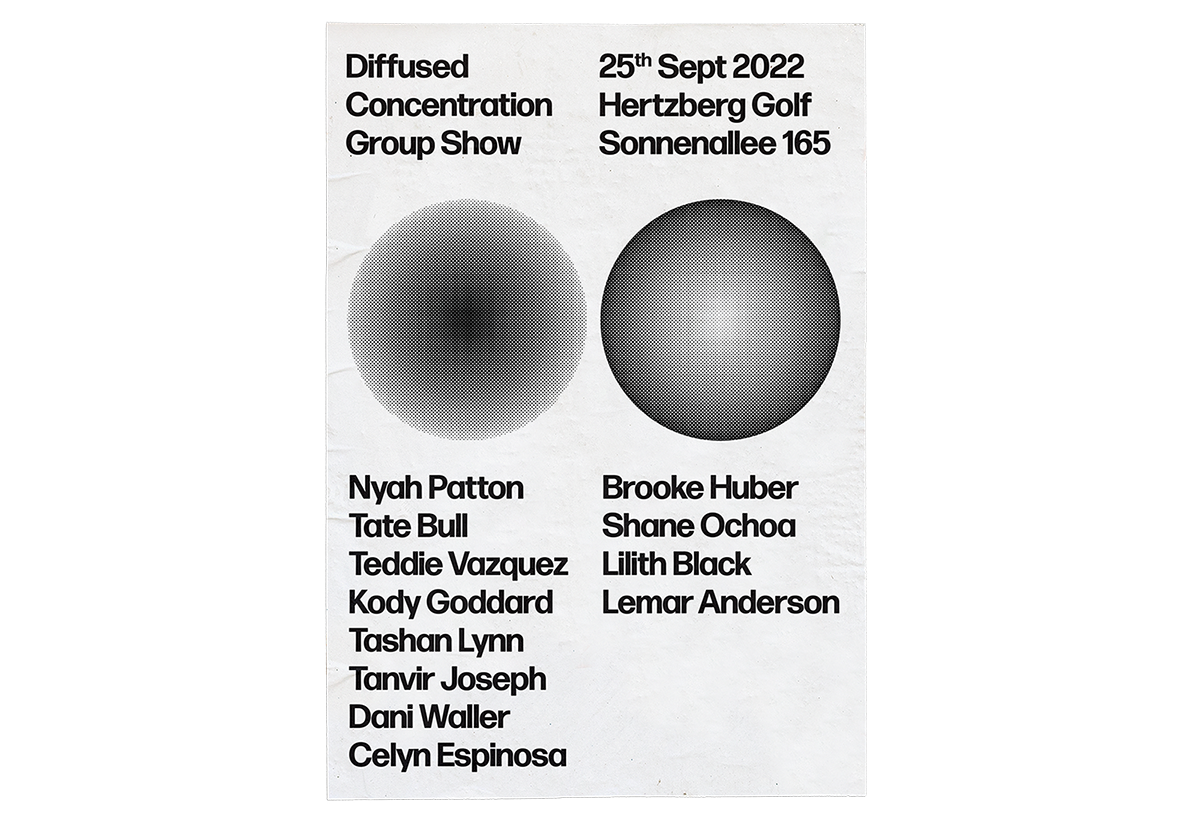 Diffused
Concentration
Group Show
25th Sept 2022
Hertzberg Golf
Sonnenallee 165
Nyah Patton
Tate Bull
Teddie Vazquez
Kody Goddard
Tashan Lynn
Tanvir Joseph
Dani Waller
Celyn Espinosa
Brooke Huber
Shane Ochoa
Lilith Black
Lemar Anderson